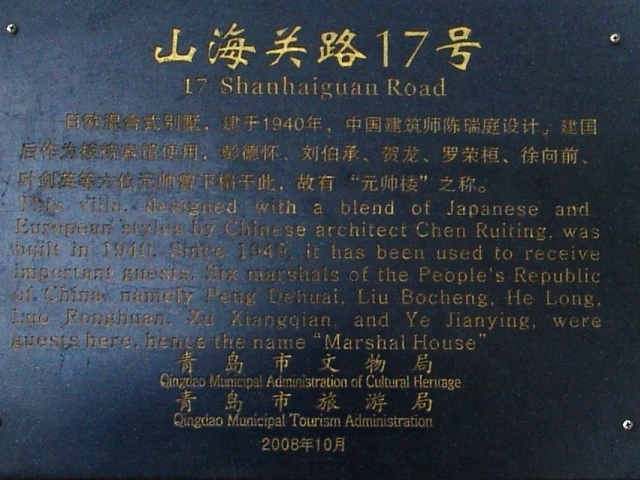 山海关路17号
17 Shanhaiguan Road
日欧混合式别墅，建于1940年，中国建筑师陈瑞庭设计。建国
后作为接待宾馆使用，彭德怀、刘伯承、贺龙、罗荣桓、徐向前、
叶剑英等六位元帅曾下榻于此，故有“元帅楼”之称。
This villa, designed with a blend of Japanese and
European styles by Chinese architect Chen Ruiting, was
built in 1940. Since 1949, it has been used to receive
important guests. Six marshals of the People's Republic
of China, namely Peng Dehuai, Liu Bocheng, He Long,
Luo Ronghuan, Xu Xiangqian, and Ye Jianying, were
guests here, hence the name “Marshal House”
青岛市文物局
Qingdao Municipal Administration of Cultural Heritage
青岛市旅游局
Qingdao Municipal Tourism Administration
2008年10月